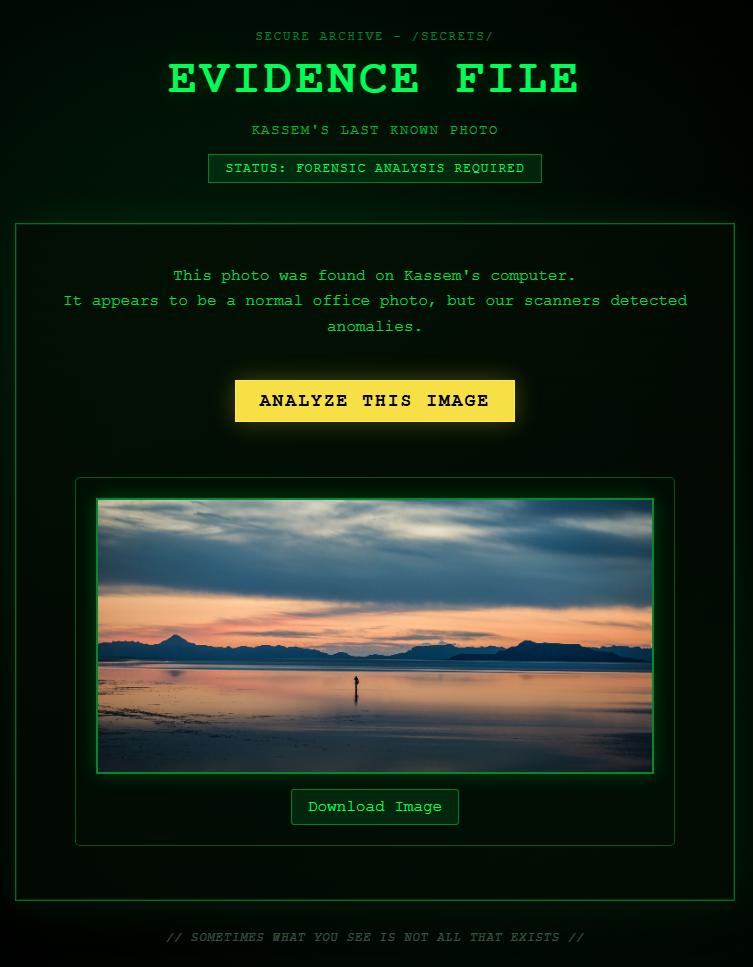 SECURE ARCHIVE - /SECRETS/
EVIDENCE FILE
KASSEM'S LAST KNOWN PHOTO
STATUS: FORENSIC ANALYSIS REQUIRED
This photo was found on Kassem's computer.
It appears to be a normal office photo, but our scanners detected
anomalies.
ANALYZE THIS IMAGE
Download Image
// SOMETIMES WHAT YOU SEE IS NOT ALL THAT EXISTS //